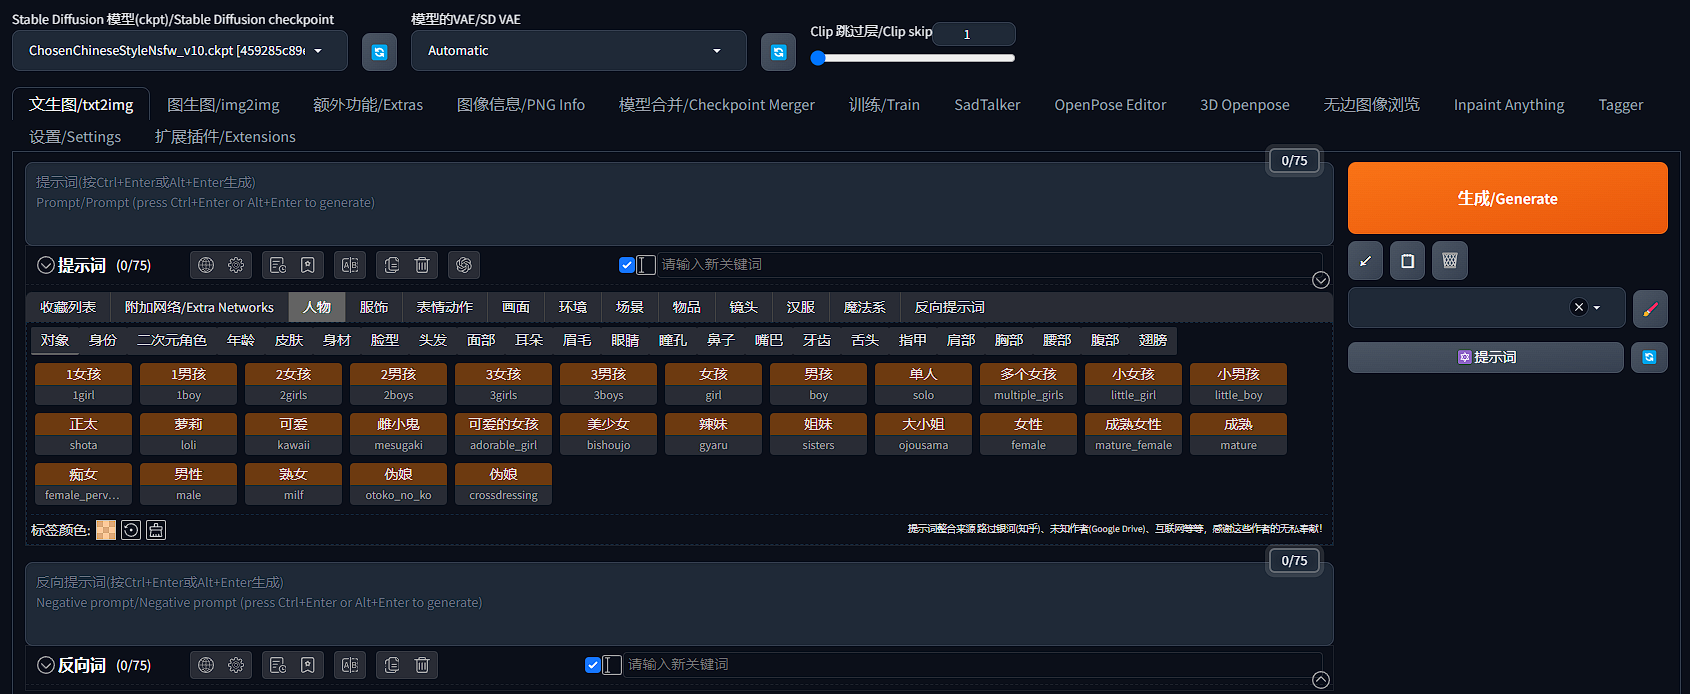 Stable Diffusion 模型(ckpt)/Stable Diffusion checkpoint
模型的VAE/SD VAE
Clip 跳过层/Clip skip
1
ChosenChineseStyleNsfw_v10.ckpt [459285c89
Automatic
文生图/txt2img 图生图/img2img 额外功能/Extras 图像信息/PNG Info 模型合并/Checkpoint Merger 训练/Train SadTalker OpenPose Editor 3D Openpose 无边图像浏览 Inpaint Anything Tagger
设置/Settings 扩展插件/Extensions
0/75
提示词(按Ctrl+Enter或Alt+Enter生成)
Prompt/Prompt (press Ctrl+Enter or Alt+Enter to generate)
生成/Generate
提示词 (0/75) 请输入新关键词
收藏列表 附加网络/Extra Networks 人物 服饰 表情动作 画面 环境 场景 物品 镜头 汉服 魔法系 反向提示词
对象 身份 二次元角色 年龄 皮肤 身材 脸型 头发 面部 耳朵 眉毛 眼睛 瞳孔 鼻子 嘴巴 牙齿 舌头 指甲 肩部 胸部 腰部 腹部 翅膀
提示词
1女孩 1男孩 2女孩 2男孩 3女孩 3男孩 女孩 男孩 单人 多个女孩 小女孩 小男孩
1girl 1boy 2girls 2boys 3girls 3boys girl boy solo multiple_girls little_girl little_boy
正太 萝莉 可爱 雌小鬼 可爱的女孩 美少女 辣妹 姐妹 大小姐 女性 成熟女性 成熟
shota loli kawaii mesugaki adorable_girl bishoujo gyaru sisters ojousama female mature_female mature
痴女 男性 熟女 伪娘 伪娘
female_perv... male milf otoko_no_ko crossdressing
标签颜色:
提示词整合来源 路过银河(知乎)、未知作者(Google Drive)、互联网等等，感谢这些作者的无私奉献！
0/75
反向提示词(按Ctrl+Enter或Alt+Enter生成)
Negative prompt/Negative prompt (press Ctrl+Enter or Alt+Enter to generate)
反向词 (0/75) 请输入新关键词